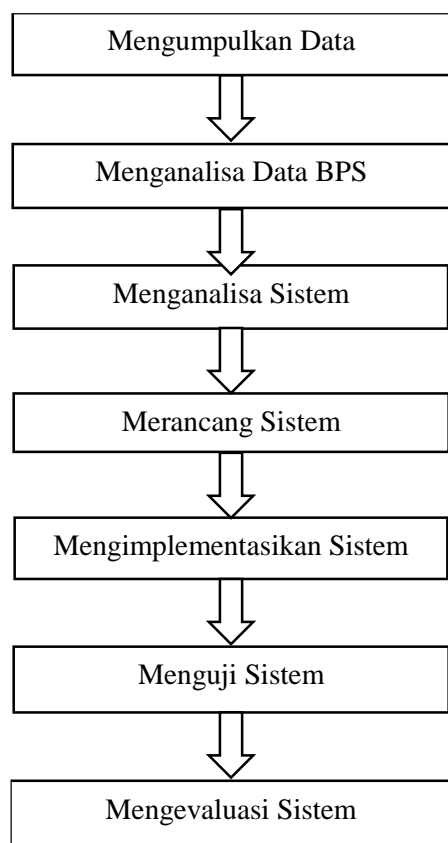 Mengumpulkan Data
Menganalisa Data BPS
Menganalisa Sistem
Merancang Sistem
Mengimplementasikan Sistem
Menguji Sistem
Mengevaluasi Sistem